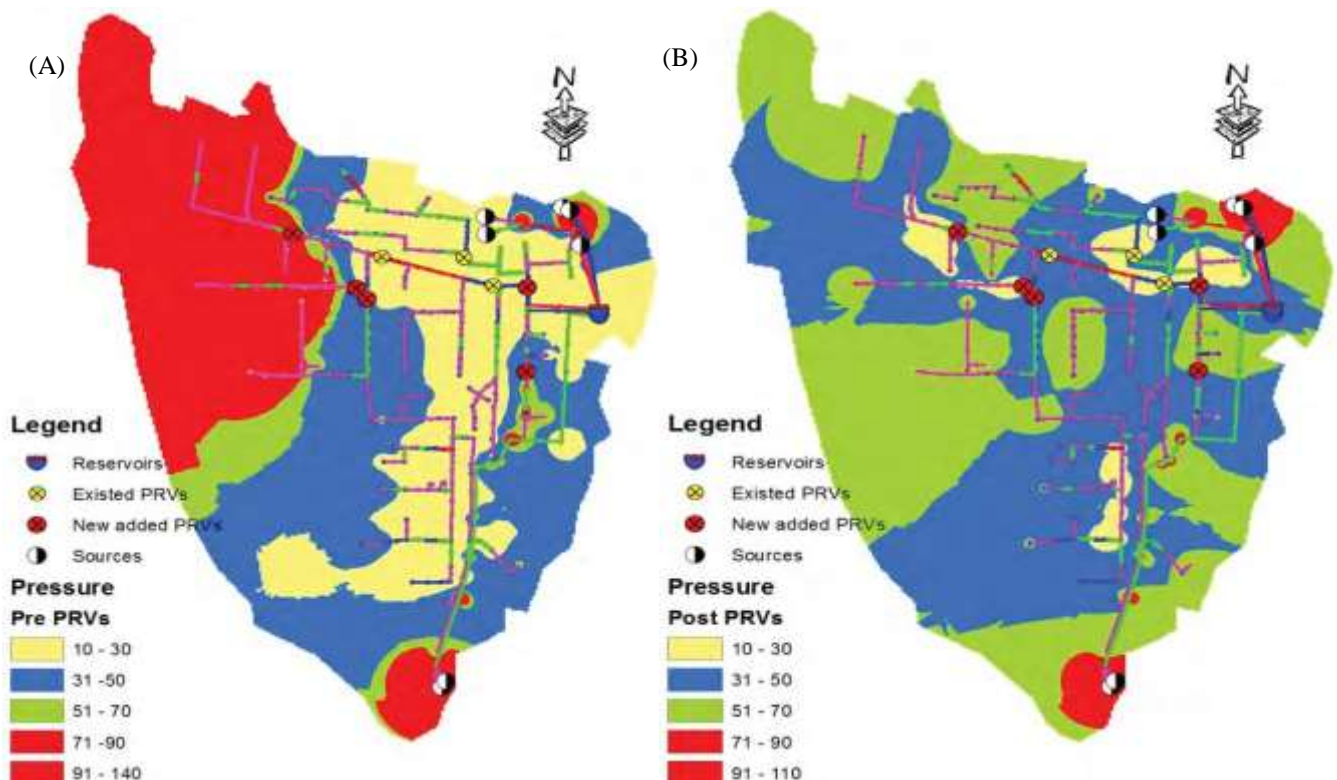 (A)
N
Legend
Reservoirs
Existed PRVs
New added PRVs
Sources
Pressure
Pre PRVs
10 - 30
31 - 50
51 - 70
71 -90
91 - 140
(B)
N
Legend
Reservoirs
Existed PRVs
New added PRVs
Sources
Pressure
Post PRVs
10 - 30
31 - 50
51 - 70
71 - 90
91 - 110